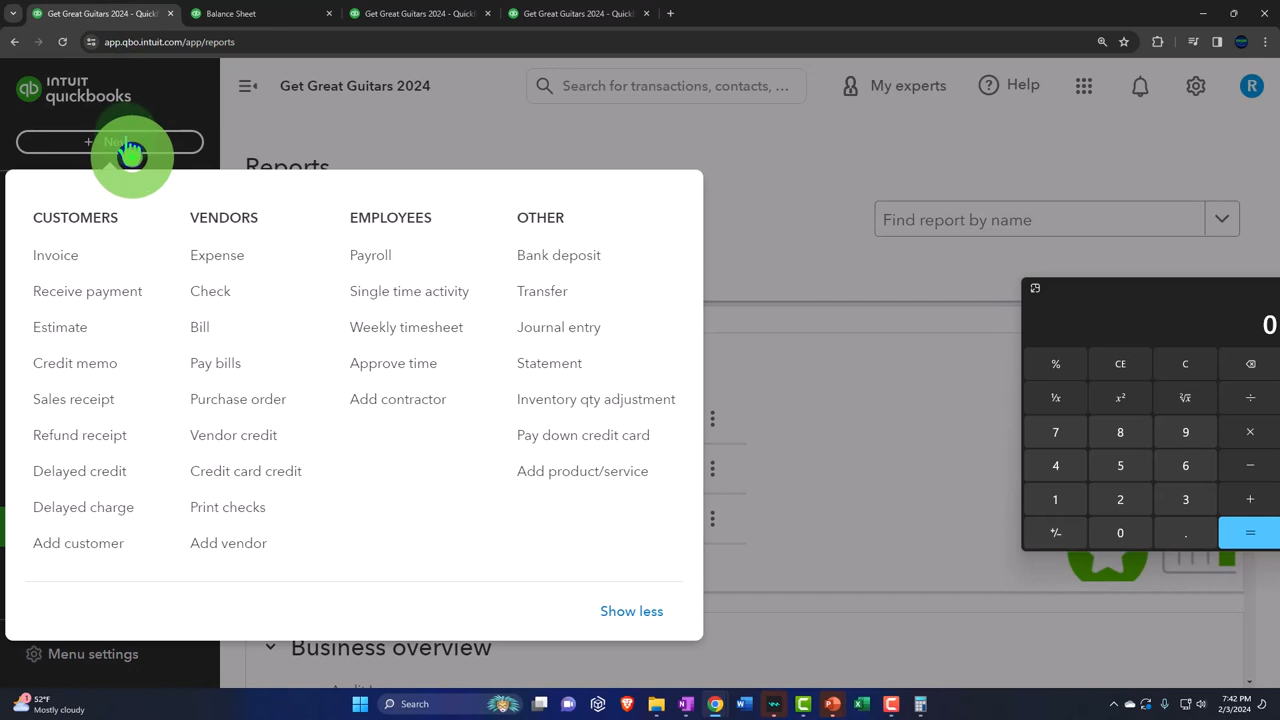 Get Great Guitars 2024 - QuickB
Balance Sheet
Get Great Guitars 2024 - QuickB
Get Great Guitars 2024 - QuickB
app.qbo.intuit.com/app/reports
INTUIT
quickbooks
Get Great Guitars 2024
Search for transactions, contacts, ...
My experts
Help
R
+ New
Reports
Find report by name
CUSTOMERS
Invoice
Receive payment
Estimate
Credit memo
Sales receipt
Refund receipt
Delayed credit
Delayed charge
Add customer
VENDORS
Expense
Check
Bill
Pay bills
Purchase order
Vendor credit
Credit card credit
Print checks
Add vendor
EMPLOYEES
Payroll
Single time activity
Weekly timesheet
Approve time
Add contractor
OTHER
Bank deposit
Transfer
Journal entry
Statement
Inventory qty adjustment
Pay down credit card
Add product/service
Show less
0
% CE C
7 8 9 ×
4 5 6 −
1 2 3 +
+/− 0 . =
Menu settings
Business overview
52°F
Mostly cloudy
Search
7:42 PM
2/3/2024